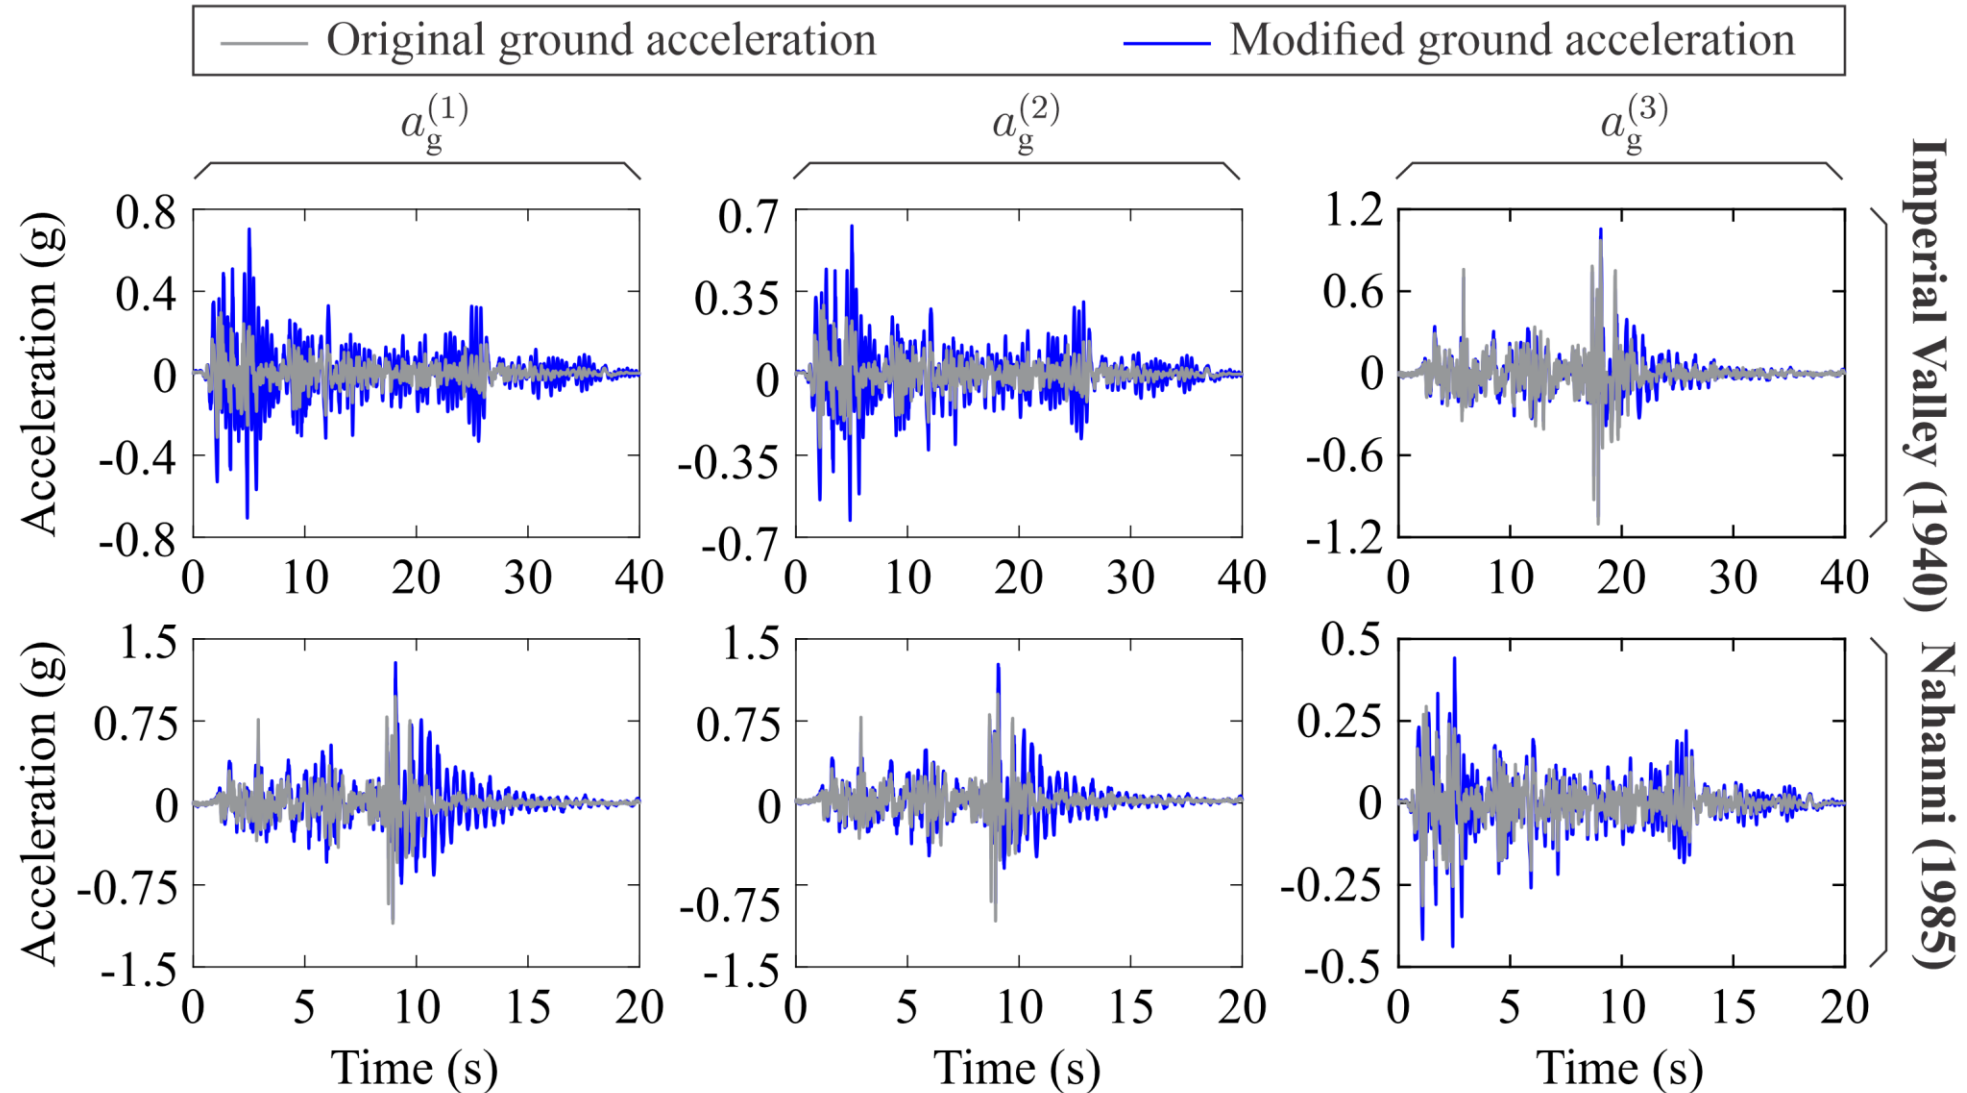 Original ground acceleration
Modified ground acceleration
a_g^(1)
a_g^(2)
a_g^(3)
Acceleration (g)
0.8
0.4
0
-0.4
-0.8
0 10 20 30 40
0.7
0.35
0
-0.35
-0.7
0 10 20 30 40
1.2
0.6
0
-0.6
-1.2
0 10 20 30 40
Imperial Valley (1940)
Acceleration (g)
1.5
0.75
0
-0.75
-1.5
0 5 10 15 20
Time (s)
1.5
0.75
0
-0.75
-1.5
0 5 10 15 20
Time (s)
0.5
0.25
0
-0.25
-0.5
0 5 10 15 20
Time (s)
Nahanni (1985)